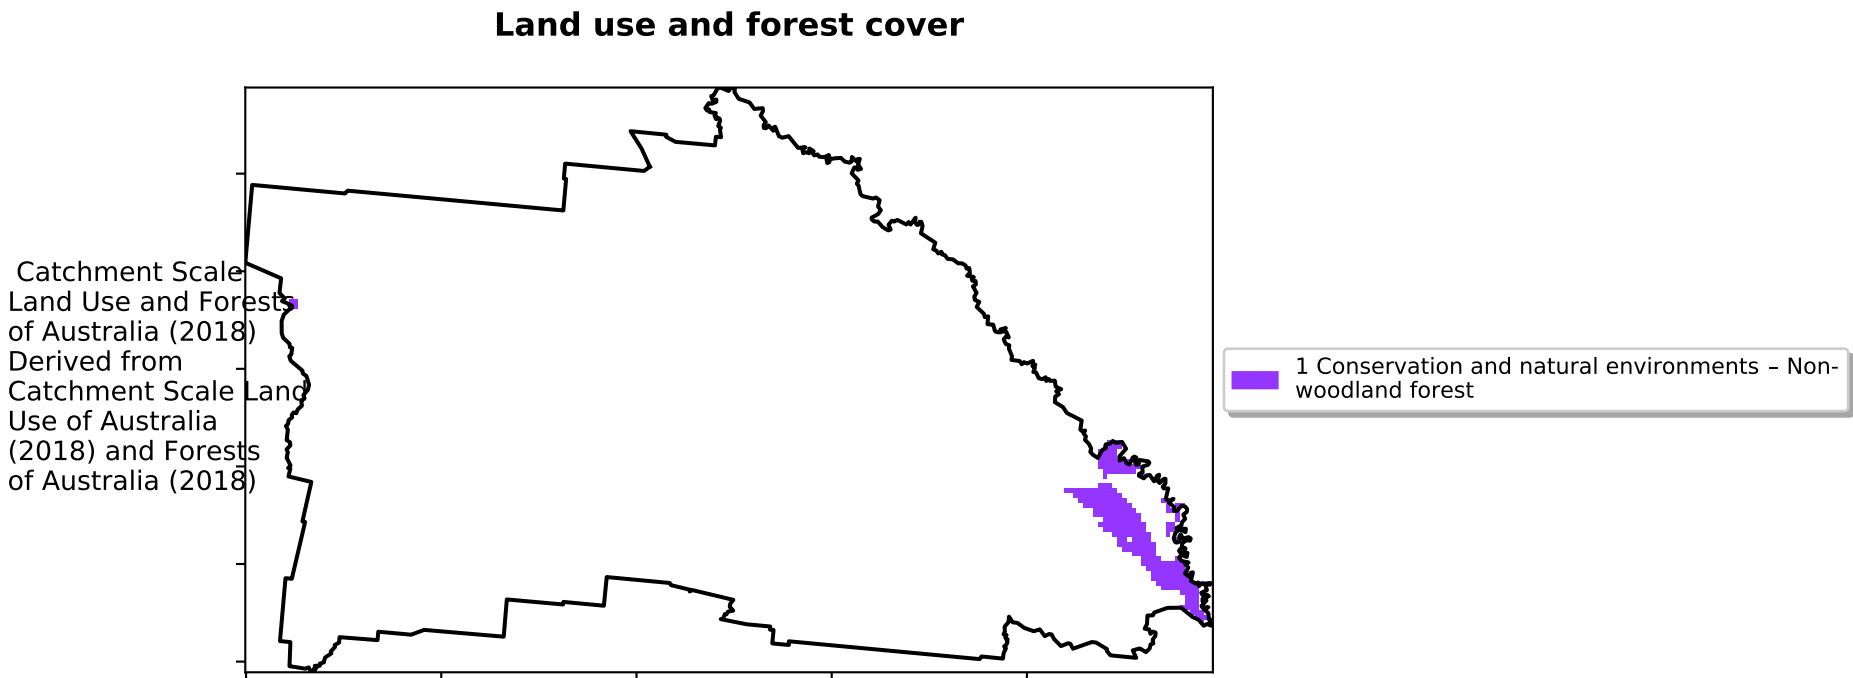 Land use and forest cover
Catchment Scale
Land Use and Forests
of Australia (2018)
Derived from
Catchment Scale Land
Use of Australia
(2018) and Forests
of Australia (2018)
1 Conservation and natural environments – Non-
woodland forest